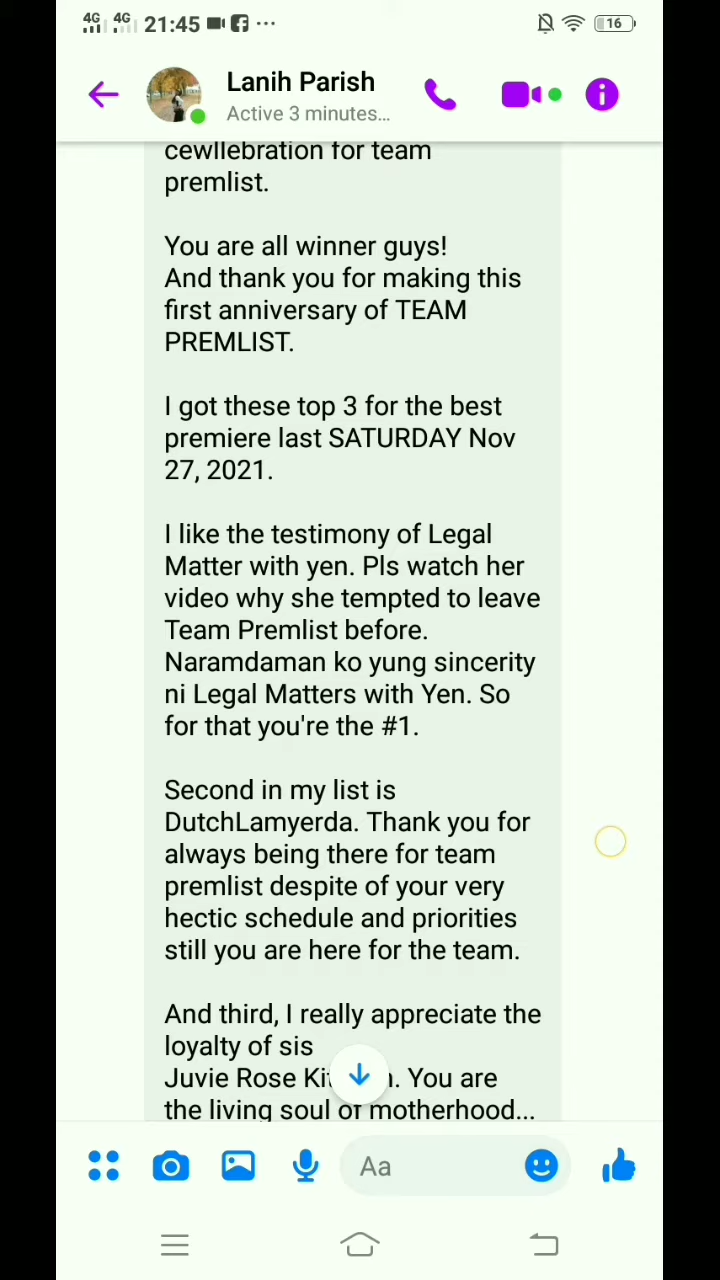 4G 4G 21:45 ... 16
Lanih Parish
Active 3 minutes...
cewllebration for team
premlist.
You are all winner guys!
And thank you for making this
first anniversary of TEAM
PREMLIST.
I got these top 3 for the best
premiere last SATURDAY Nov
27, 2021.
I like the testimony of Legal
Matter with yen. Pls watch her
video why she tempted to leave
Team Premlist before.
Naramdaman ko yung sincerity
ni Legal Matters with Yen. So
for that you're the #1.
Second in my list is
DutchLamyerda. Thank you for
always being there for team
premlist despite of your very
hectic schedule and priorities
still you are here for the team.
And third, I really appreciate the
loyalty of sis
Juvie Rose . You are
the living soul of motherhood...
Aa